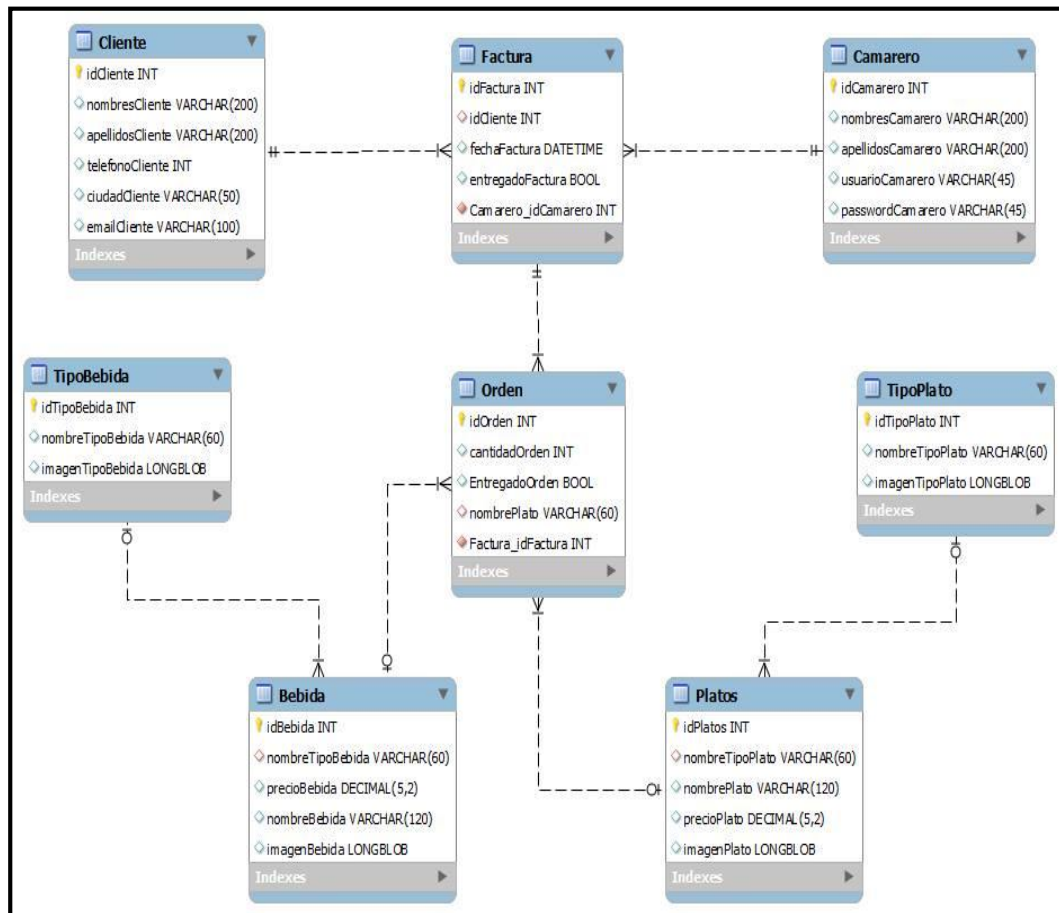 Cliente
idCliente INT
nombresCliente VARCHAR(200)
apellidosCliente VARCHAR(200)
telefonoCliente INT
ciudadCliente VARCHAR(50)
emailCliente VARCHAR(100)
Indexes
Factura
idFactura INT
idCliente INT
fechaFactura DATETIME
entregadoFactura BOOL
Camarero_idCamarero INT
Indexes
Camarero
idCamarero INT
nombresCamarero VARCHAR(200)
apellidosCamarero VARCHAR(200)
usuarioCamarero VARCHAR(45)
passwordCamarero VARCHAR(45)
Indexes
TipoBebida
idTipoBebida INT
nombreTipoBebida VARCHAR(60)
imagenTipoBebida LONGBLOB
Indexes
Orden
idOrden INT
cantidadOrden INT
EntregadoOrden BOOL
nombrePlato VARCHAR(60)
Factura_idFactura INT
Indexes
TipoPlato
idTipoPlato INT
nombreTipoPlato VARCHAR(60)
imagenTipoPlato LONGBLOB
Indexes
Bebida
idBebida INT
nombreTipoBebida VARCHAR(60)
precioBebida DECIMAL(5,2)
nombreBebida VARCHAR(120)
imagenBebida LONGBLOB
Indexes
Platos
idPlatos INT
nombreTipoPlato VARCHAR(60)
nombrePlato VARCHAR(120)
precioPlato DECIMAL(5,2)
imagenPlato LONGBLOB
Indexes